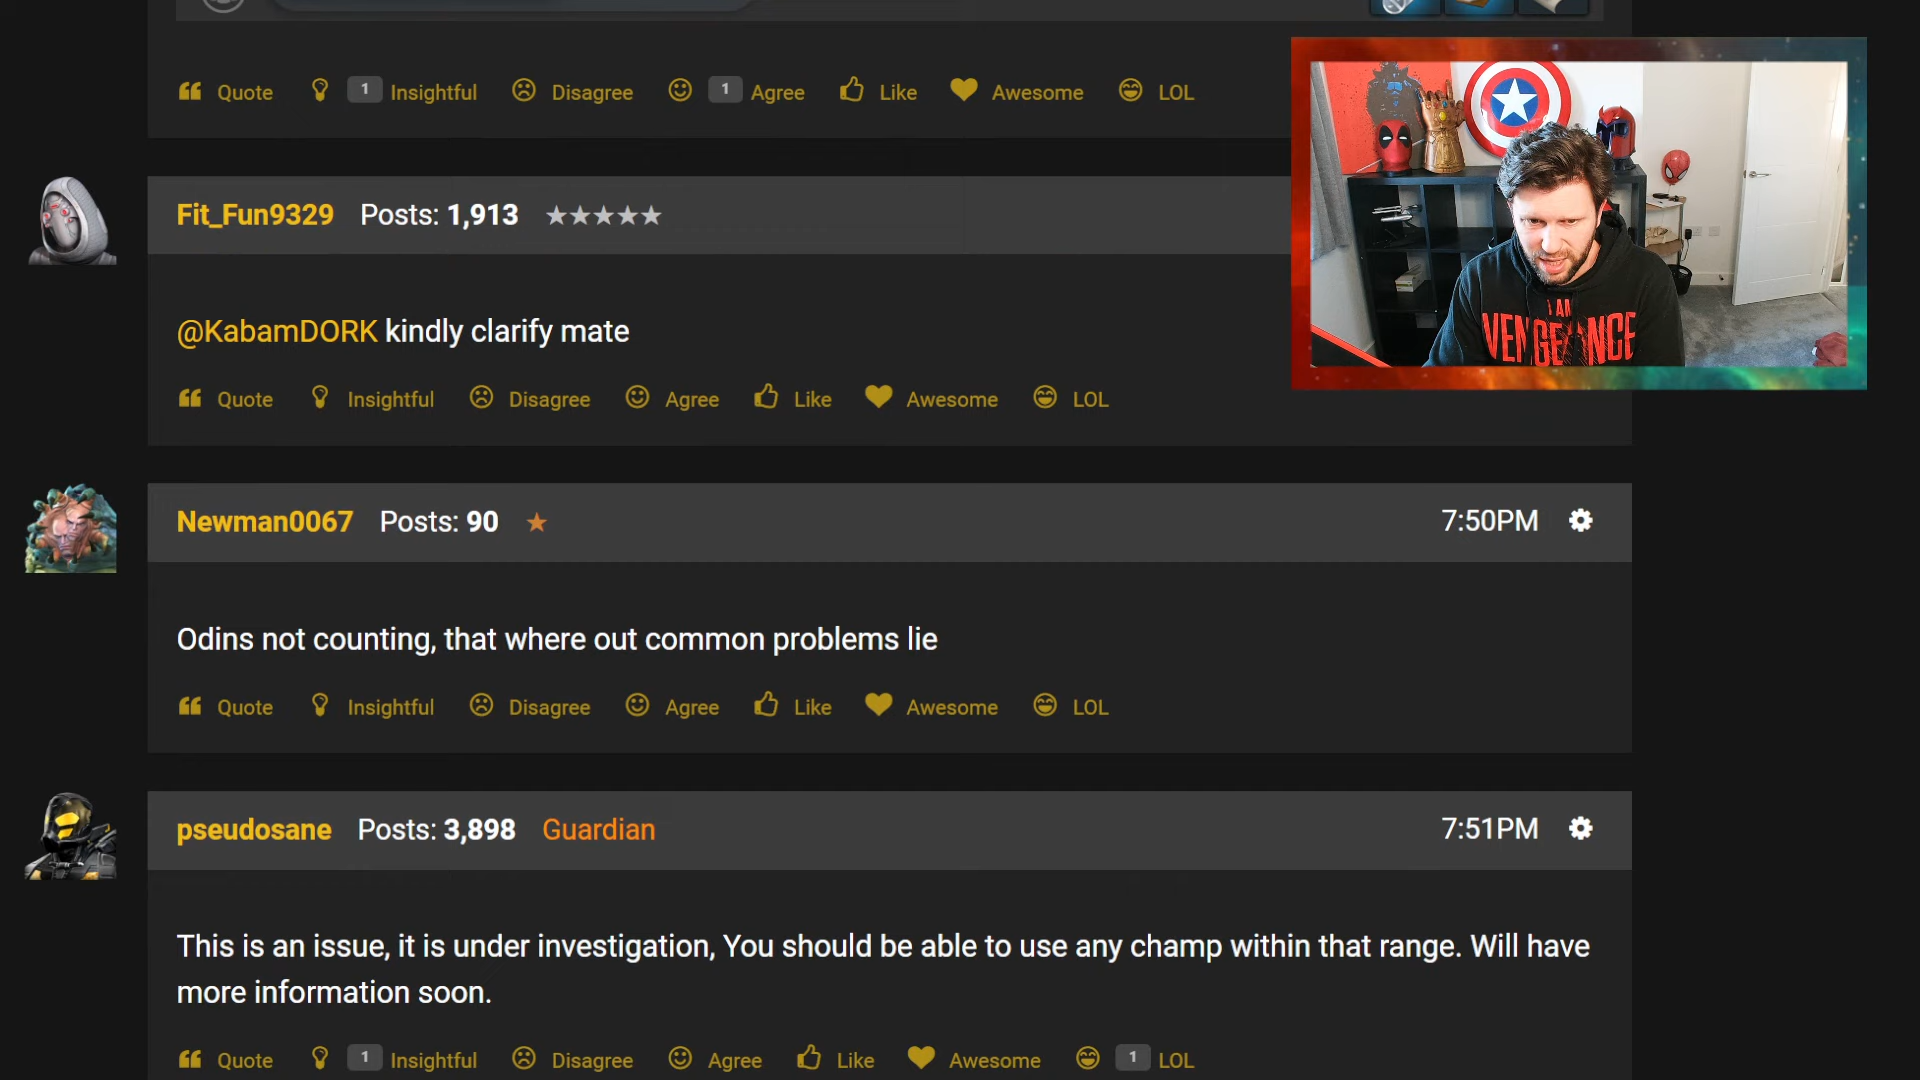 Quote 1 Insightful Disagree 1 Agree Like Awesome LOL
Fit_Fun9329 Posts: 1,913 ★★★★★
@KabamDORK kindly clarify mate
Quote Insightful Disagree Agree Like Awesome LOL
I AM
VENGEANCE
Newman0067 Posts: 90 ★ 7:50PM
Odins not counting, that where out common problems lie
Quote Insightful Disagree Agree Like Awesome LOL
pseudosane Posts: 3,898 Guardian 7:51PM
This is an issue, it is under investigation, You should be able to use any champ within that range. Will have
more information soon.
Quote 1 Insightful Disagree Agree Like Awesome 1 LOL